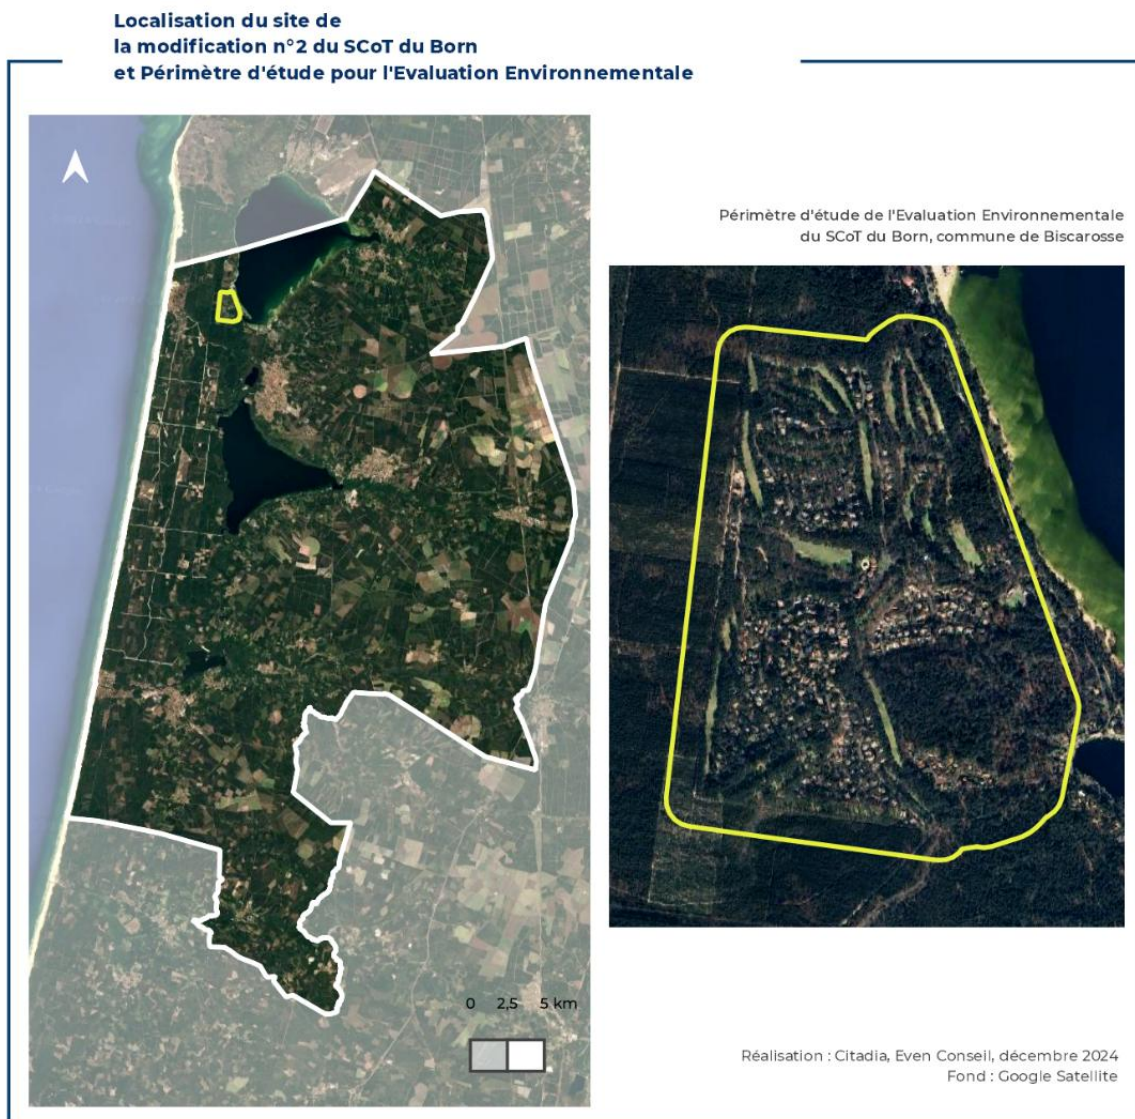 Localisation du site de
la modification n°2 du SCoT du Born
et Périmètre d'étude pour l'Evaluation Environnementale
Périmètre d'étude de l'Evaluation Environnementale
du SCoT du Born, commune de Biscarosse
0 2,5 5 km
Réalisation : Citadia, Even Conseil, décembre 2024
Fond : Google Satellite